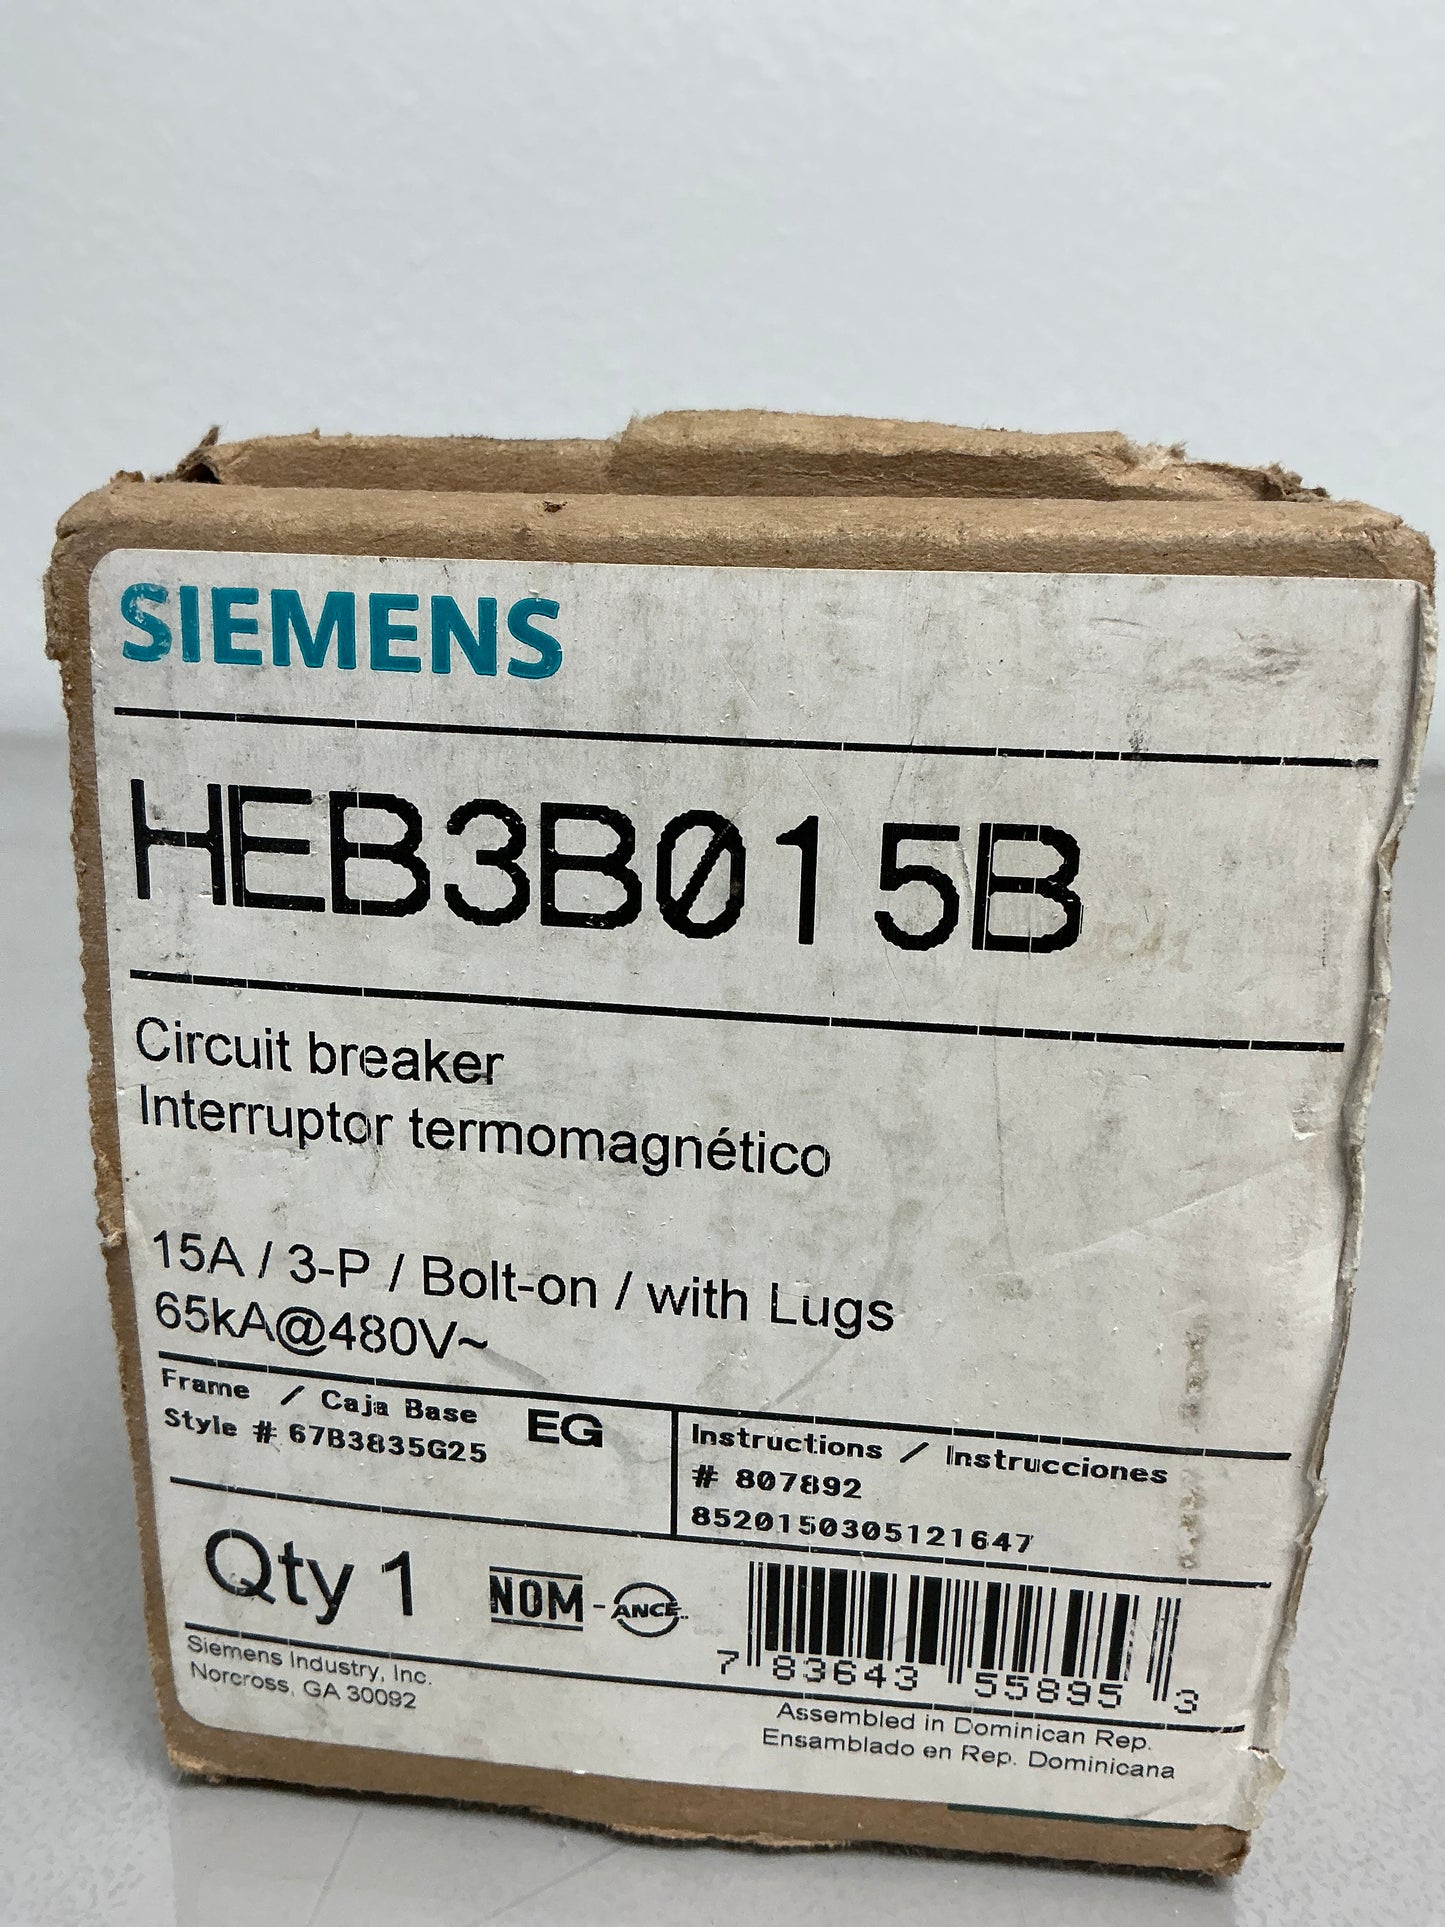 SIEMENS
HEB3B015B
Circuit breaker
Interruptor termomagnético
15A / 3-P / Bolt-on / with Lugs
65kA@480V~
Frame / Caja Base EG
Style # 67B3835G25
Instructions / Instrucciones
# 807892
8520150305121647
Qty 1
NOM - ANCE
7 83643 55895 3
Siemens Industry, Inc.
Norcross, GA 30092
Assembled in Dominican Rep.
Ensamblado en Rep. Dominicana